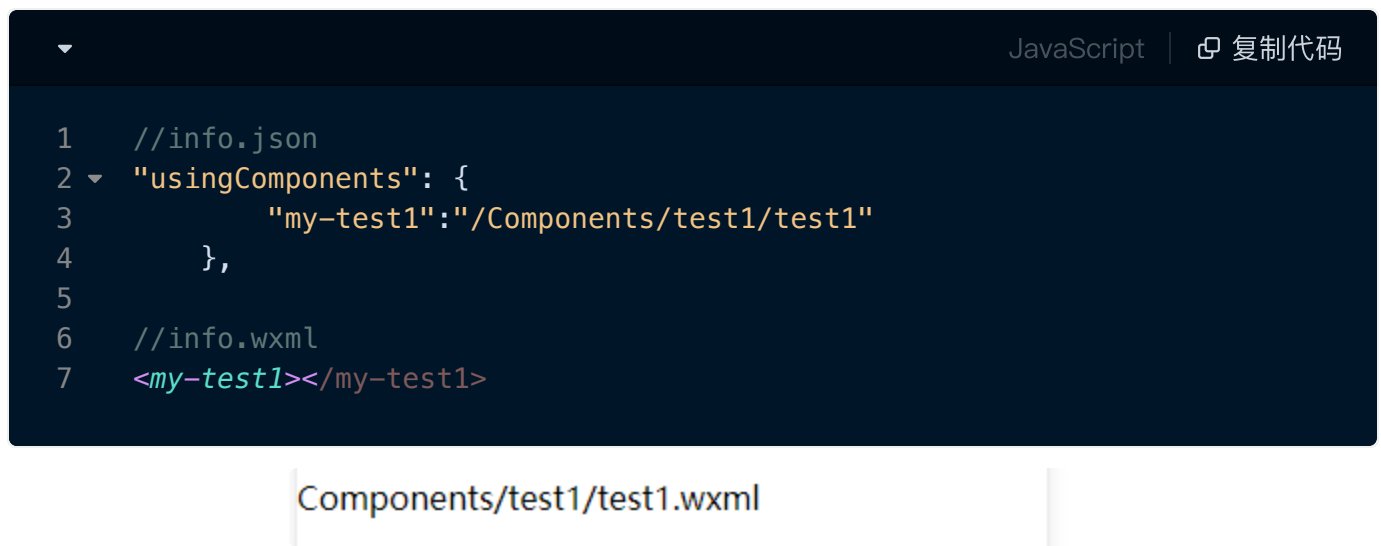 JavaScript 复制代码
1 //info.json
2 "usingComponents": {
3 "my-test1":"/Components/test1/test1"
4 },
5
6 //info.wxml
7 <my-test1></my-test1>
Components/test1/test1.wxml